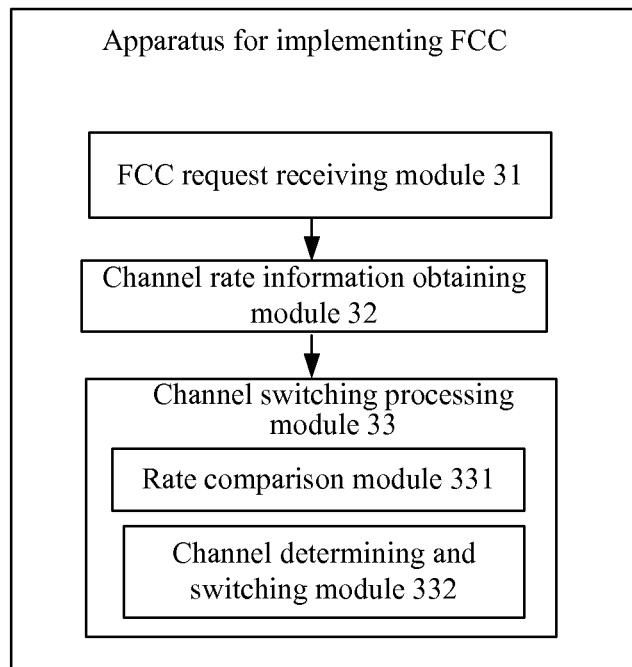 Apparatus for implementing FCC
FCC request receiving module 31
Channel rate information obtaining
module 32
Channel switching processing
module 33
Rate comparison module 331
Channel determining and
switching module 332